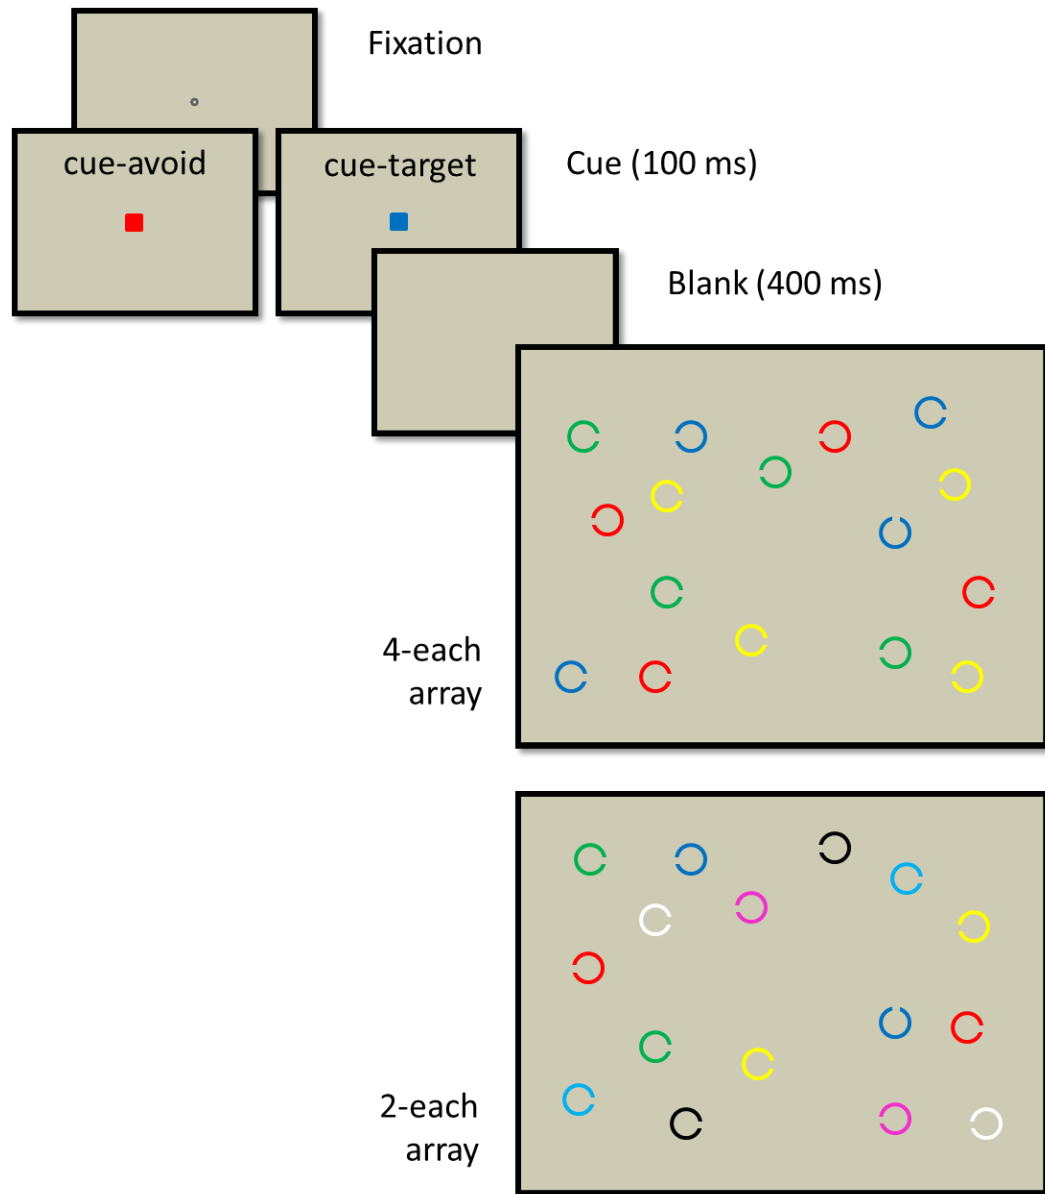 Fixation
cue-avoid
cue-target
Cue (100 ms)
Blank (400 ms)
4-each
array
2-each
array